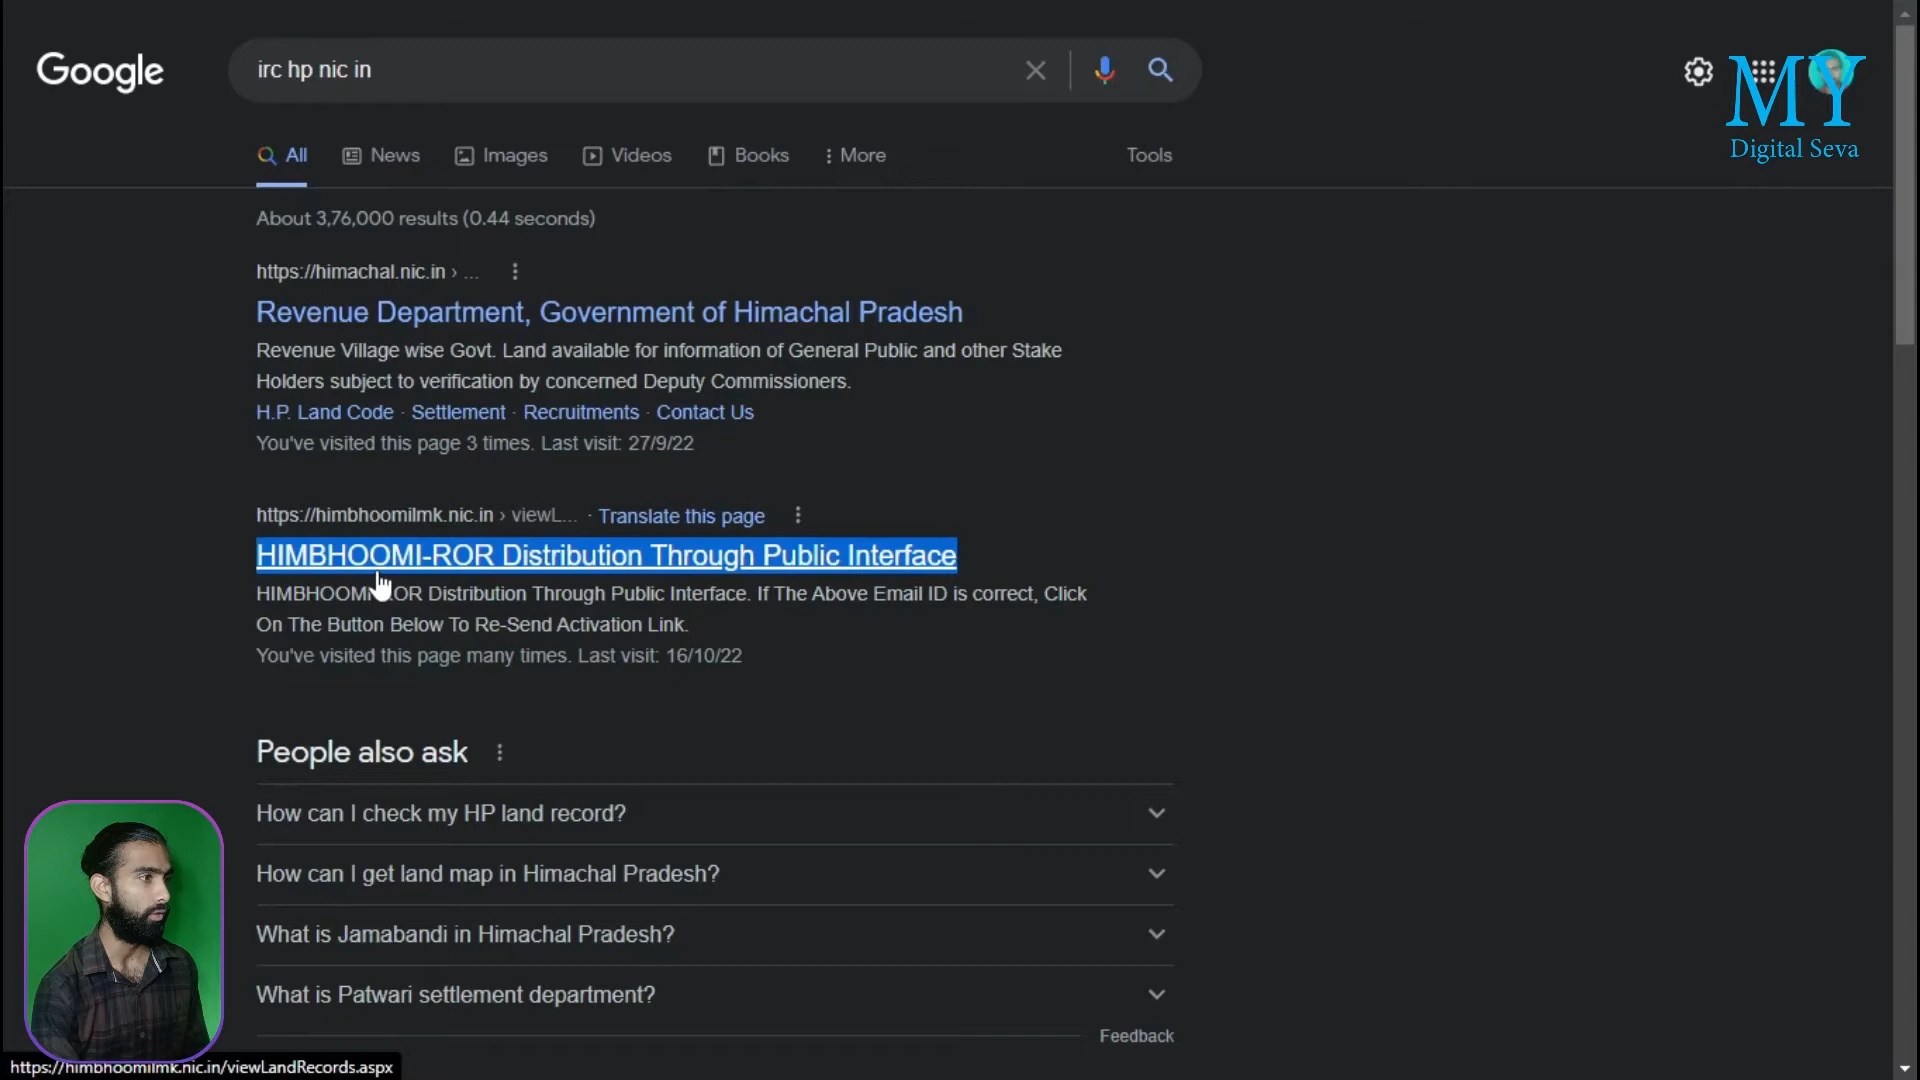 Google
irc hp nic in
MY
Digital Seva
All
News
Images
Videos
Books
More
Tools
About 3,76,000 results (0.44 seconds)
https://himachal.nic.in › ...
Revenue Department, Government of Himachal Pradesh
Revenue Village wise Govt. Land available for information of General Public and other Stake
Holders subject to verification by concerned Deputy Commissioners.
H.P. Land Code · Settlement · Recruitments · Contact Us
You've visited this page 3 times. Last visit: 27/9/22
https://himbhoomilmk.nic.in › viewL... · Translate this page
HIMBHOOMI-ROR Distribution Through Public Interface
HIMBHOOMI-ROR Distribution Through Public Interface. If The Above Email ID is correct, Click
On The Button Below To Re-Send Activation Link.
You've visited this page many times. Last visit: 16/10/22
People also ask
How can I check my HP land record?
How can I get land map in Himachal Pradesh?
What is Jamabandi in Himachal Pradesh?
What is Patwari settlement department?
Feedback
https://himbhoomilmk.nic.in/viewLandRecords.aspx